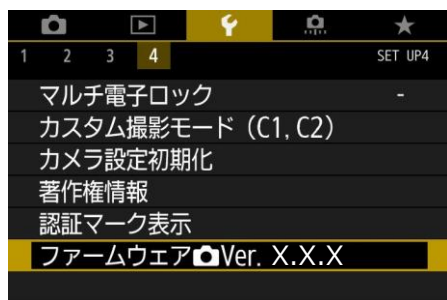 1 2 3 4 SET UP4
マルチ電子ロック -
カスタム撮影モード (C1, C2)
カメラ設定初期化
著作権情報
認証マーク表示
ファームウェア Ver. X.X.X